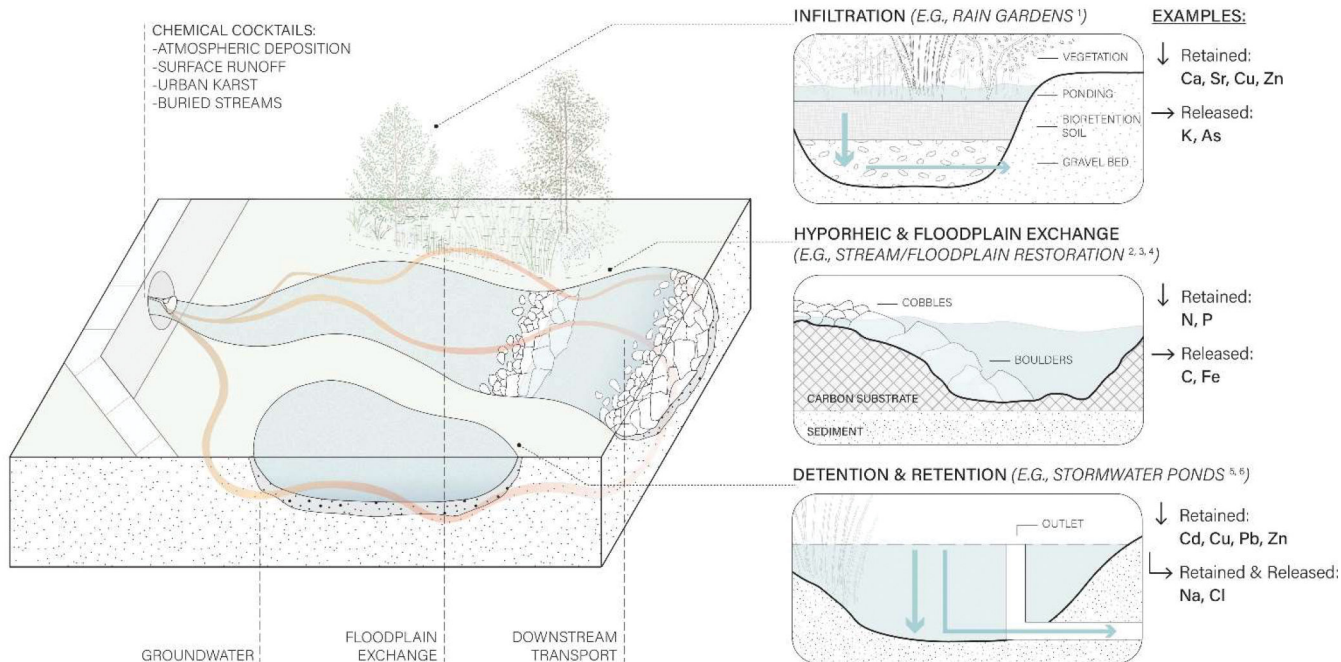 CHEMICAL COCKTAILS:
-ATMOSPHERIC DEPOSITION
-SURFACE RUNOFF
-URBAN KARST
-BURIED STREAMS
GROUNDWATER
FLOODPLAIN
EXCHANGE
DOWNSTREAM
TRANSPORT
INFILTRATION (E.G., RAIN GARDENS ¹)
VEGETATION
PONDING
BIORETENTION
SOIL
GRAVEL BED
EXAMPLES:
↓ Retained:
Ca, Sr, Cu, Zn
→ Released:
K, As
HYPORHEIC & FLOODPLAIN EXCHANGE
(E.G., STREAM/FLOODPLAIN RESTORATION ², ³, ⁴)
COBBLES
BOULDERS
CARBON SUBSTRATE
SEDIMENT
↓ Retained:
N, P
→ Released:
C, Fe
DETENTION & RETENTION (E.G., STORMWATER PONDS ⁵, ⁶)
OUTLET
↓ Retained:
Cd, Cu, Pb, Zn
↳ Retained & Released:
Na, Cl